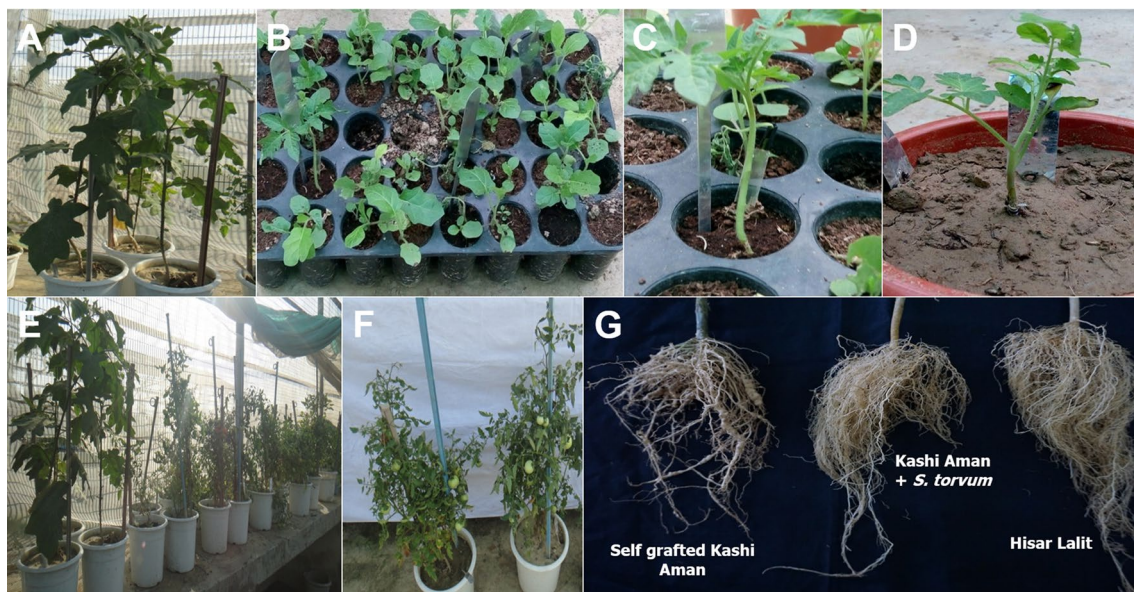 A
B
C
D
E
F
G
Self grafted Kashi
Aman
Kashi Aman
+ S. torvum
Hisar Lalit